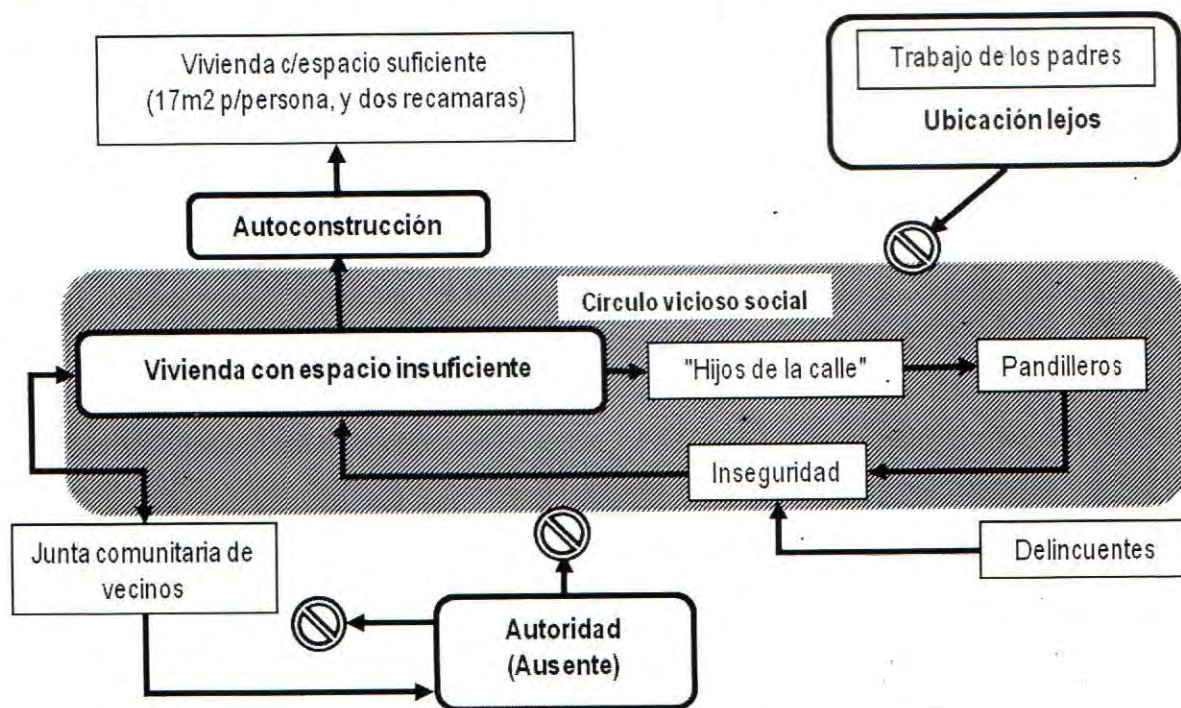 Vivienda c/espacio suficiente
(17m2 p/persona, y dos recamaras)
Trabajo de los padres
Ubicación lejos
Autoconstrucción
Círculo vicioso social
Vivienda con espacio insuficiente
"Hijos de la calle"
Pandilleros
Inseguridad
Junta comunitaria de
vecinos
Delincuentes
Autoridad
(Ausente)